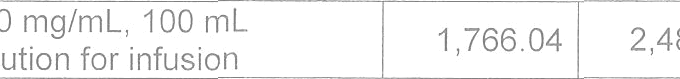 0 mg/mL, 100 mL
ution for infusion
1,766.04
2,48